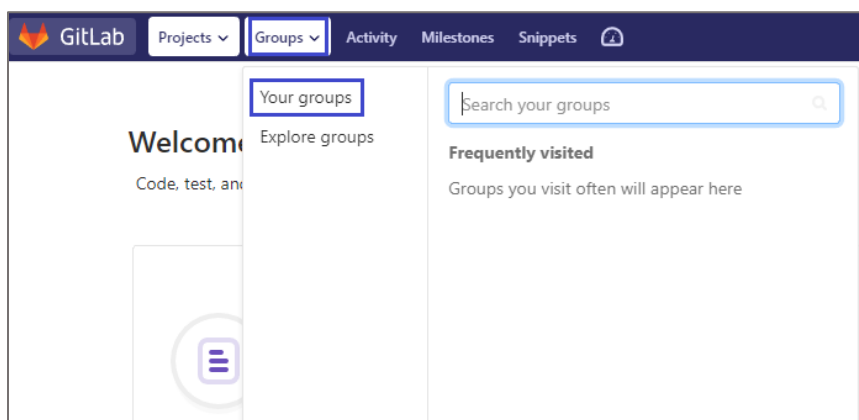 GitLab Projects Groups Activity Milestones Snippets
Your groups
Explore groups
Search your groups
Frequently visited
Groups you visit often will appear here
Welcom
Code, test, an